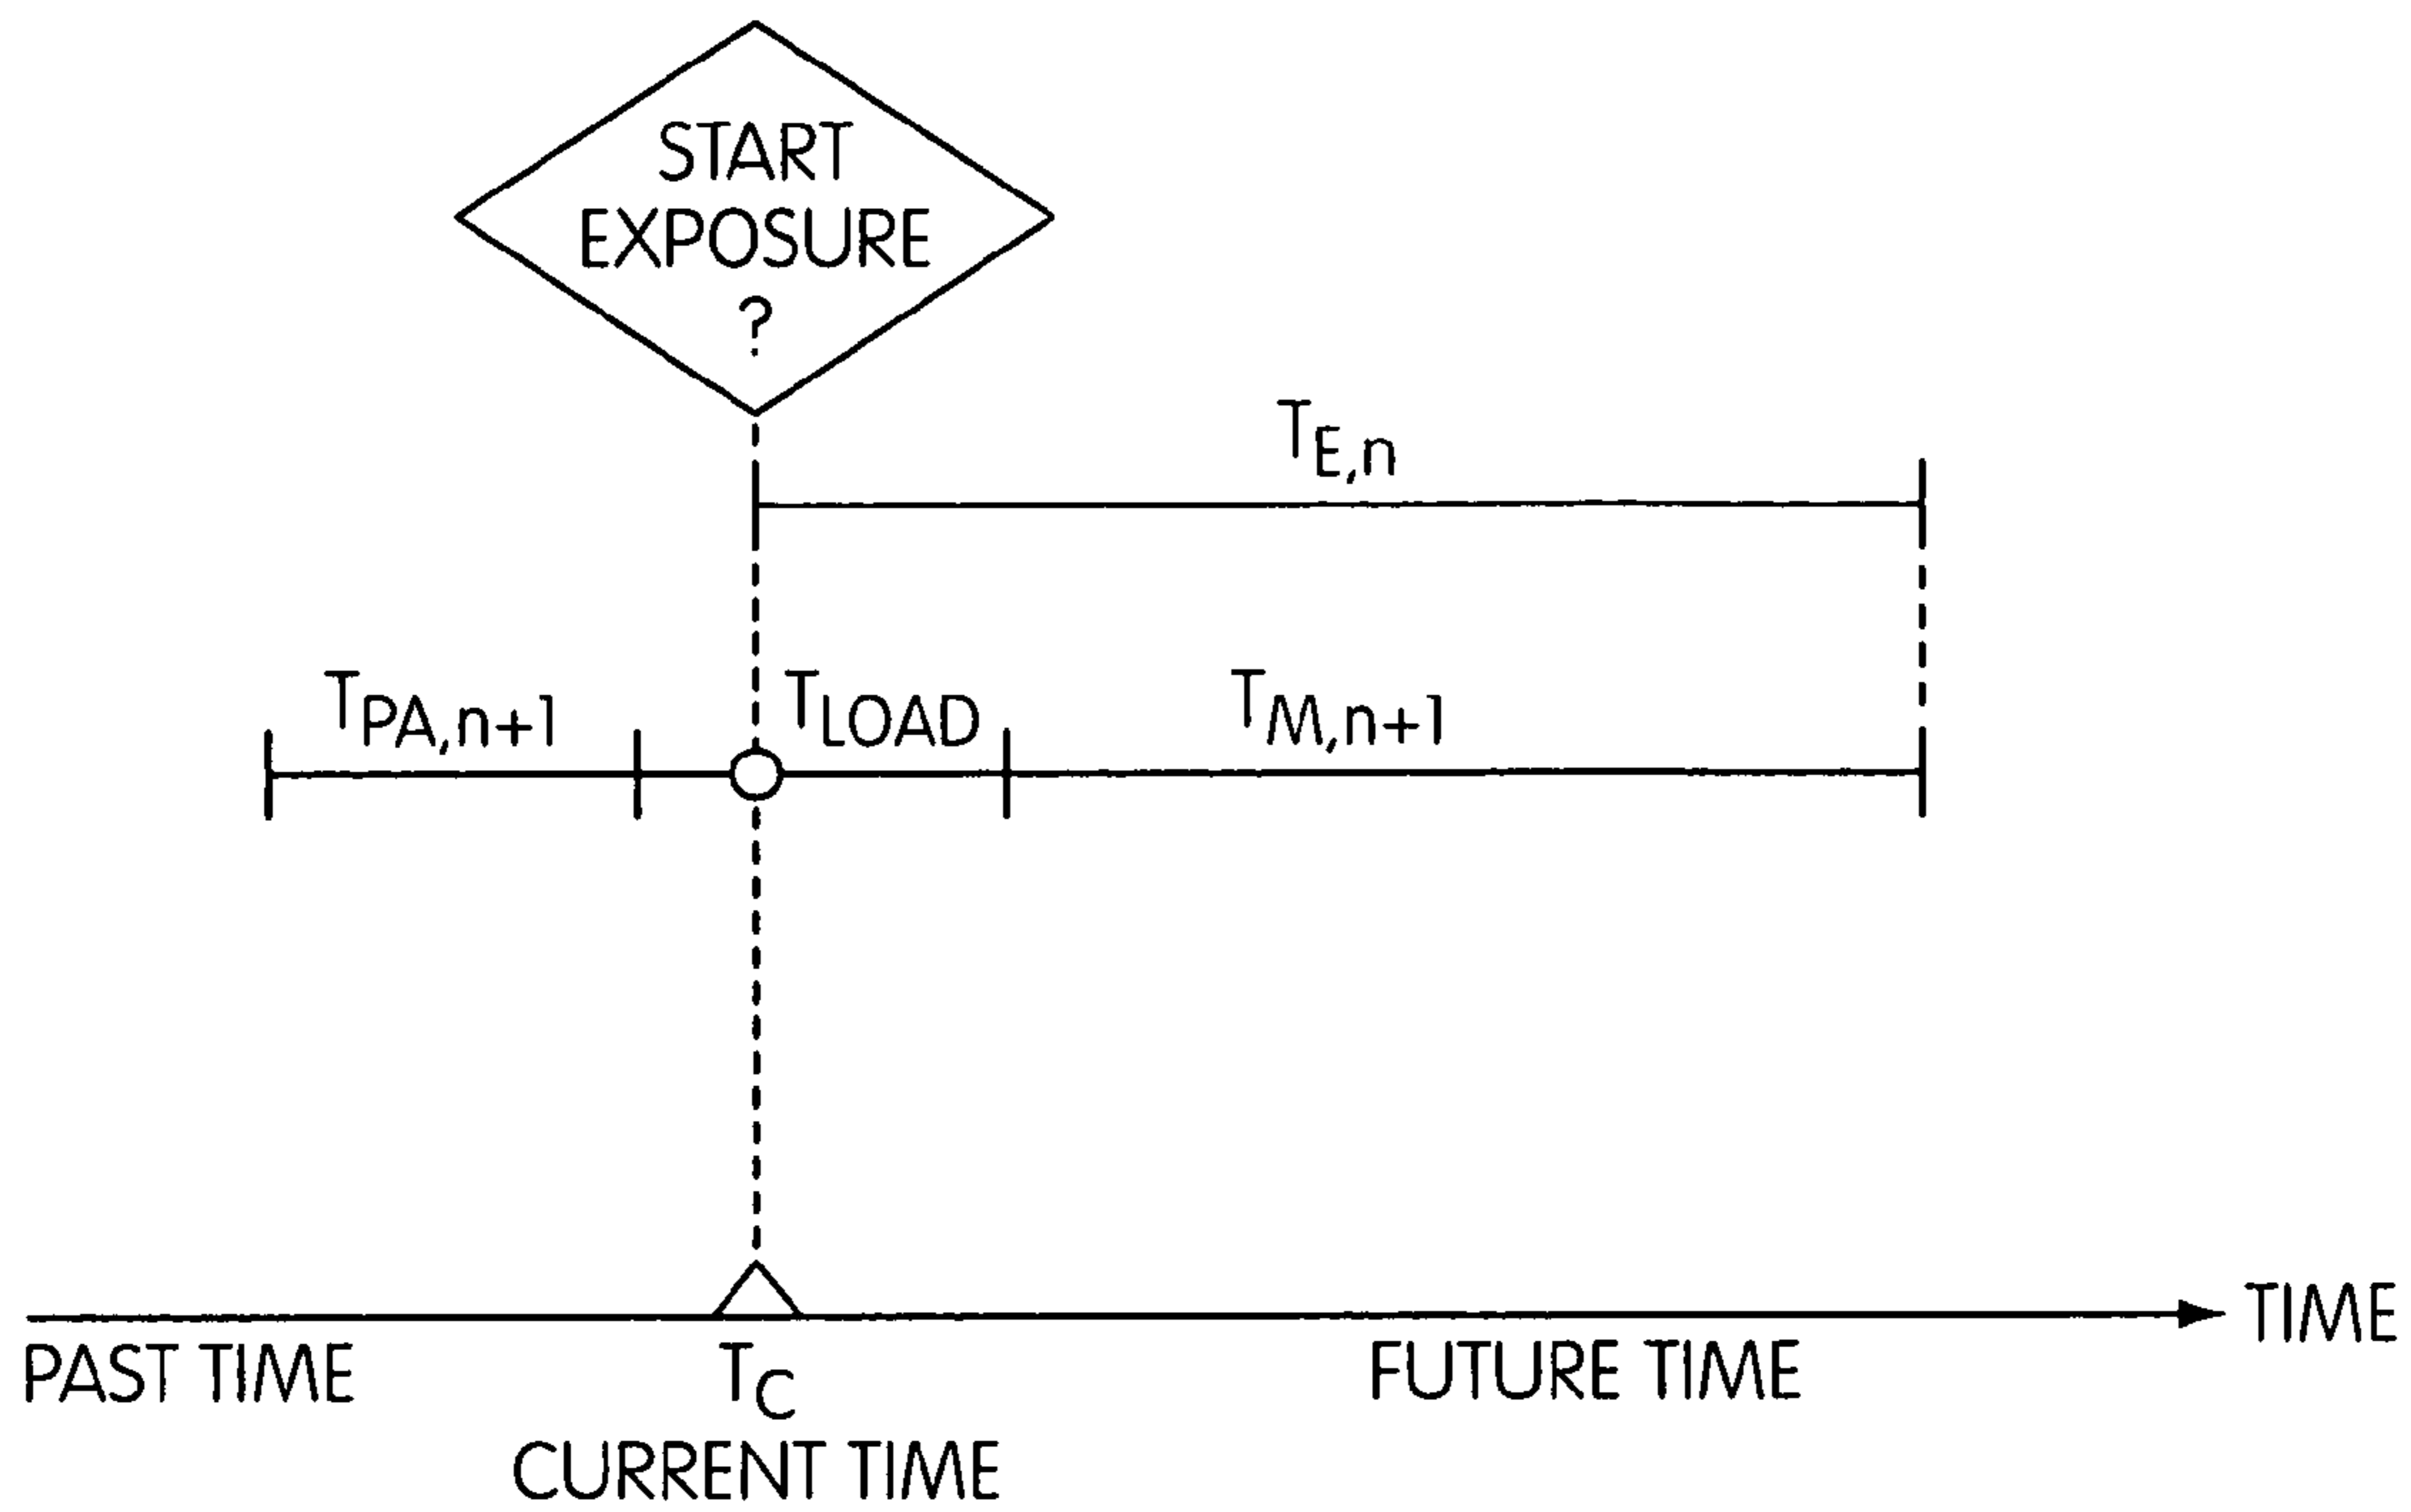 START
EXPOSURE
?
T_E,n
T_PA,n+1
T_LOAD
T_M,n+1
TIME
PAST TIME
T_C
FUTURE TIME
CURRENT TIME